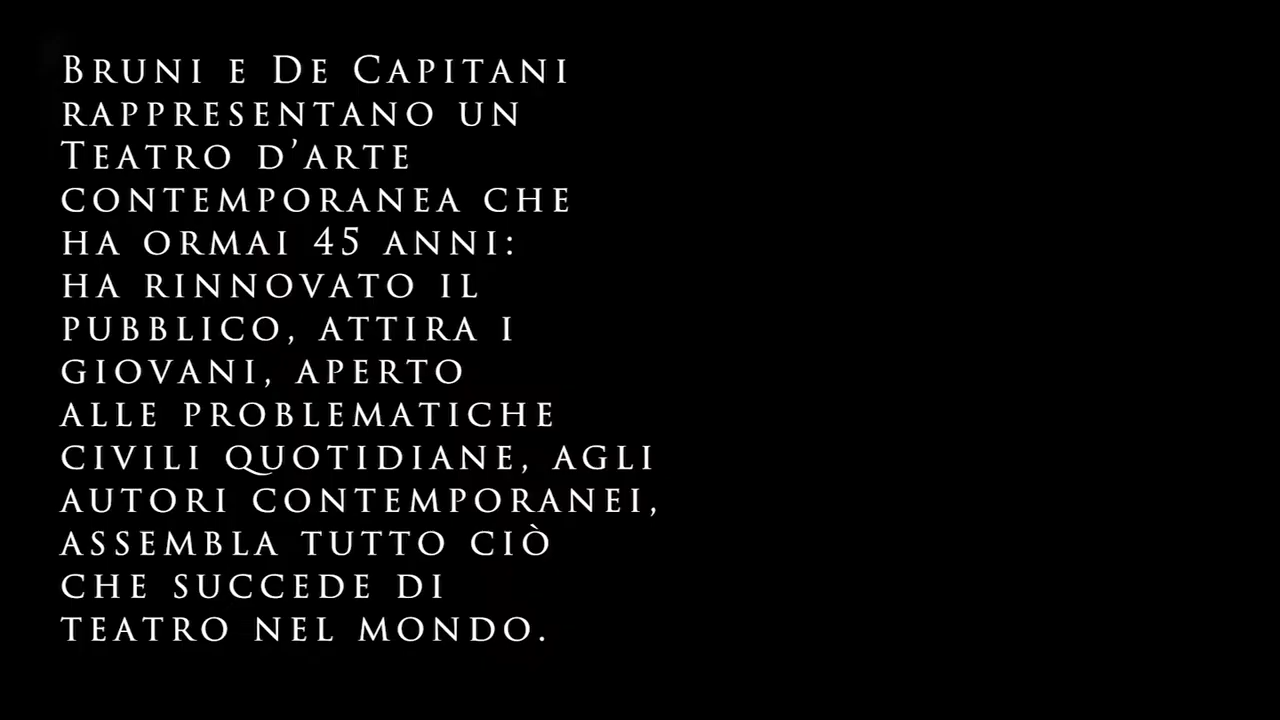 Bruni e De Capitani
rappresentano un
Teatro d’arte
contemporanea che
ha ormai 45 anni:
ha rinnovato il
pubblico, attira i
giovani, aperto
alle problematiche
civili quotidiane, agli
autori contemporanei,
assembla tutto ciò
che succede di
teatro nel mondo.